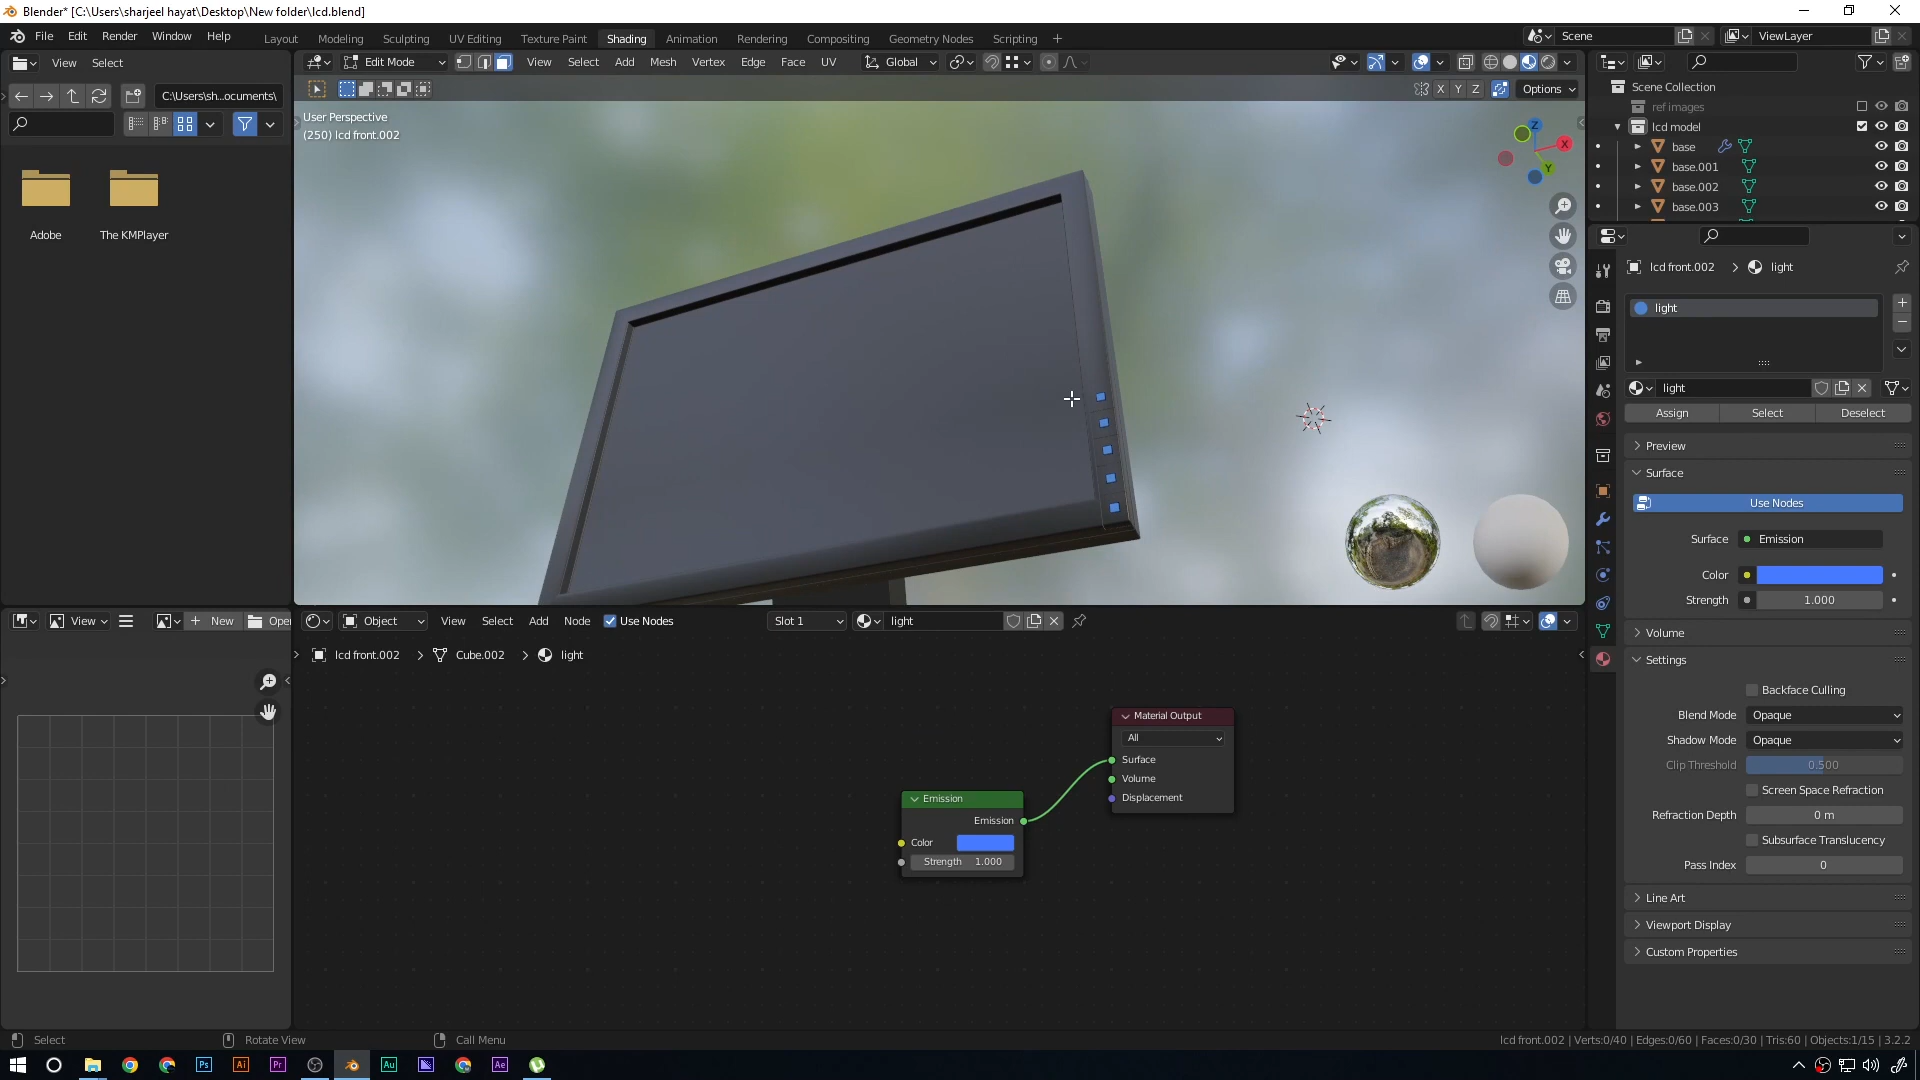 Blender* [C:\Users\sharjeel hayat\Desktop\New folder\lcd.blend]
File Edit Render Window Help
Layout Modeling Sculpting UV Editing Texture Paint Shading Animation Rendering Compositing Geometry Nodes Scripting
Scene
ViewLayer
View Select
Edit Mode
View Select Add Mesh Vertex Edge Face UV
Global
C:\Users\sh...ocuments\
X Y Z
Options
Scene Collection
ref images
lcd model
base
base.001
base.002
base.003
User Perspective
(250) lcd front.002
Z
X
Y
Adobe
The KMPlayer
lcd front.002 > light
light
light
Assign Select Deselect
Preview
Surface
Use Nodes
Surface Emission
Color
Strength 1.000
Volume
Settings
Backface Culling
Blend Mode Opaque
Shadow Mode Opaque
Clip Threshold 0.500
Screen Space Refraction
Refraction Depth 0 m
Subsurface Translucency
Pass Index 0
Line Art
Viewport Display
Custom Properties
View
New
Open
Object
View Select Add Node Use Nodes
Slot 1
light
lcd front.002 > Cube.002 > light
Material Output
All
Surface
Volume
Displacement
Emission
Emission
Color
Strength 1.000
Select
Rotate View
Call Menu
lcd front.002 | Verts:0/40 | Edges:0/60 | Faces:0/30 | Tris:60 | Objects:1/15 | 3.2.2
Ps Ai Pr Au Ae